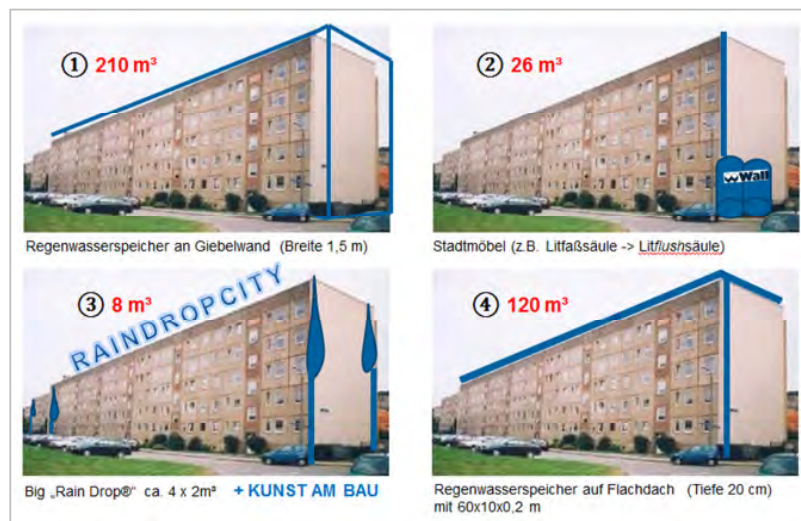 ① 210 m³
Regenwasserspeicher an Giebelwand (Breite 1,5 m)
② 26 m³
Wall
Stadtmöbel (z.B. Litfaßsäule -> Litflushsäule)
③ 8 m³
RAINDROPCITY
Big „Rain Drop®“ ca. 4 x 2m³ + KUNST AM BAU
④ 120 m³
Regenwasserspeicher auf Flachdach (Tiefe 20 cm)
mit 60x10x0,2 m